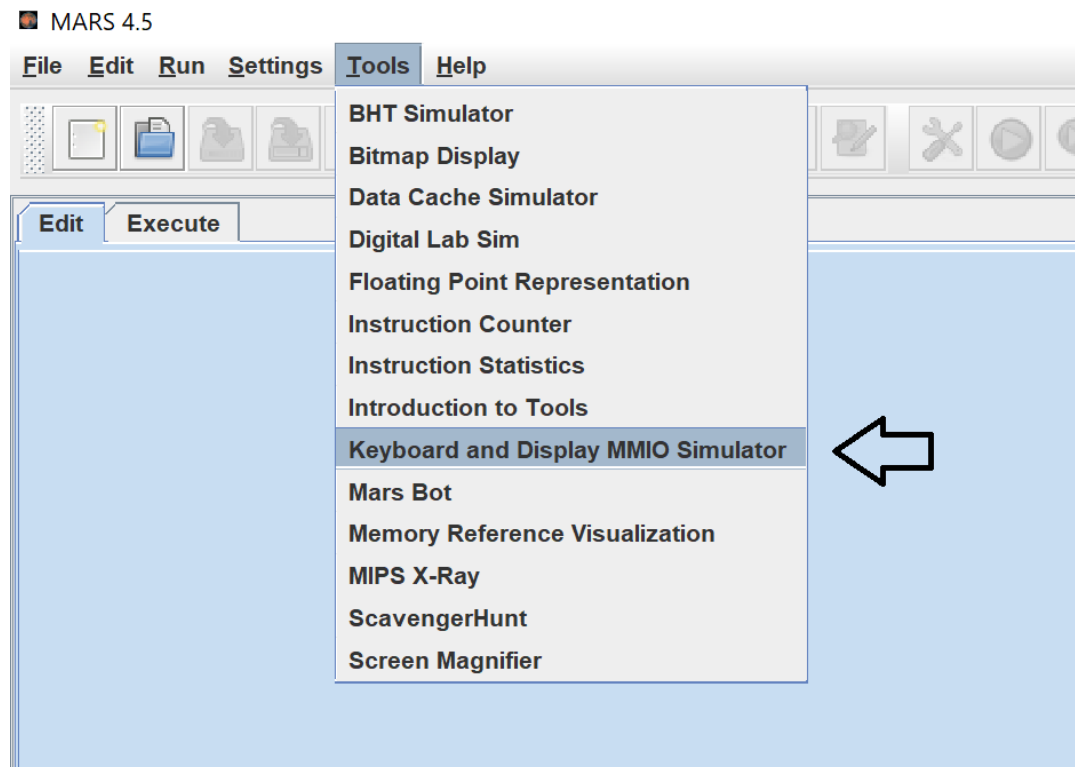 MARS 4.5
File Edit Run Settings Tools Help
BHT Simulator
Bitmap Display
Data Cache Simulator
Digital Lab Sim
Floating Point Representation
Instruction Counter
Instruction Statistics
Introduction to Tools
Keyboard and Display MMIO Simulator
Mars Bot
Memory Reference Visualization
MIPS X-Ray
ScavengerHunt
Screen Magnifier
Edit Execute